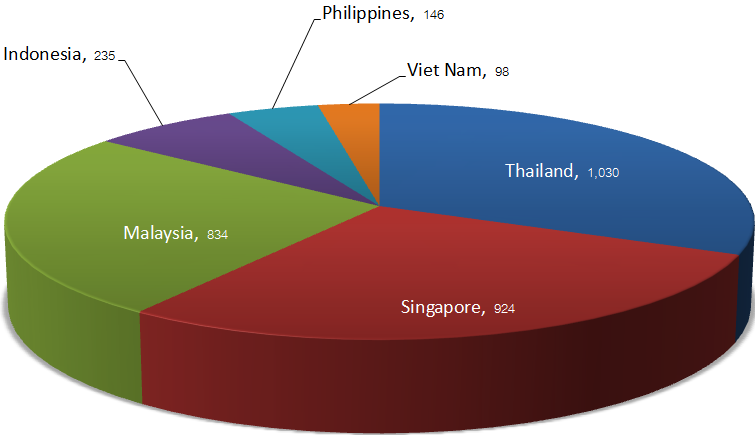 Philippines, 146
Indonesia, 235
Viet Nam, 98
Thailand, 1,030
Malaysia, 834
Singapore, 924